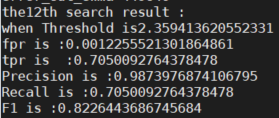 the12th search result :
when Threshold is2.359413620552331
fpr is :0.0012255521301864861
tpr is  :0.7050092764378478
Precision is :0.9873976874106795
Recall is :0.7050092764378478
F1 is :0.8226443686745684